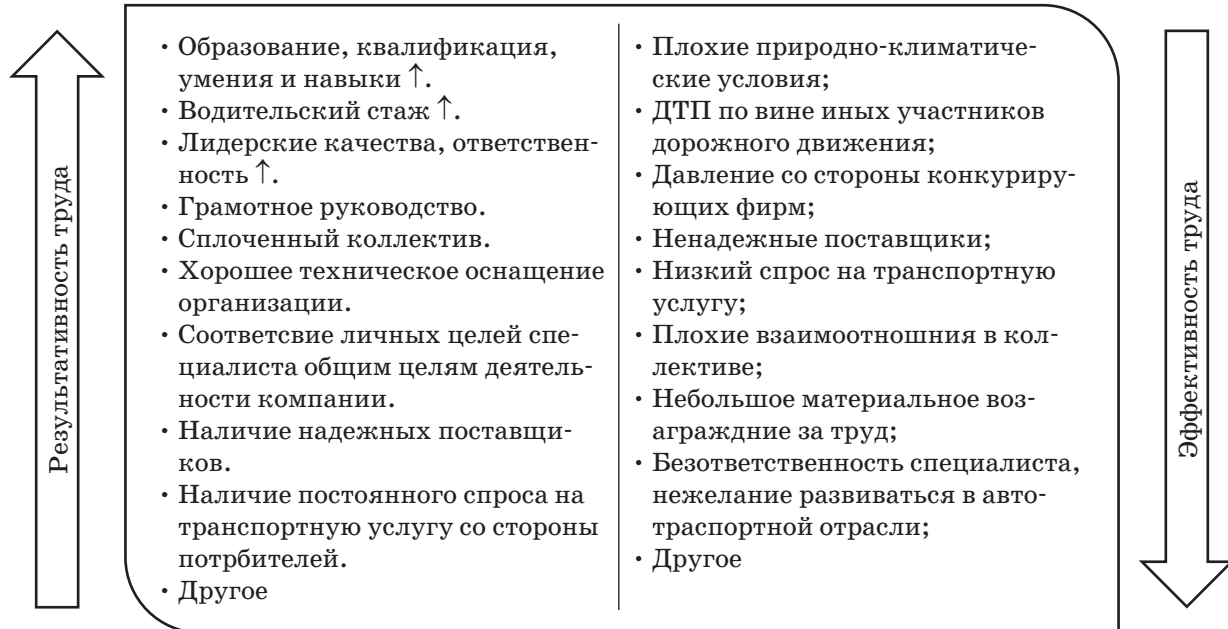 Результативность труда
• Образование, квалификация,
умения и навыки ↑.
• Водительский стаж ↑.
• Лидерские качества, ответствен-
ность ↑.
• Грамотное руководство.
• Сплоченный коллектив.
• Хорошее техническое оснащение
организации.
• Соответсвие личных целей спе-
циалиста общим целям деятель-
ности компании.
• Наличие надежных поставщи-
ков.
• Наличие постоянного спроса на
транспортную услугу со стороны
потрбителей.
• Другое
• Плохие природно-климатиче-
ские условия;
• ДТП по вине иных участников
дорожного движения;
• Давление со стороны конкуриру-
ющих фирм;
• Ненадежные поставщики;
• Низкий спрос на транспортную
услугу;
• Плохие взаимоотношния в кол-
лективе;
• Небольшое материальное воз-
аграждние за труд;
• Безответственность специалиста,
нежелание развиваться в авто-
траспортной отрасли;
• Другое
Эффективность труда